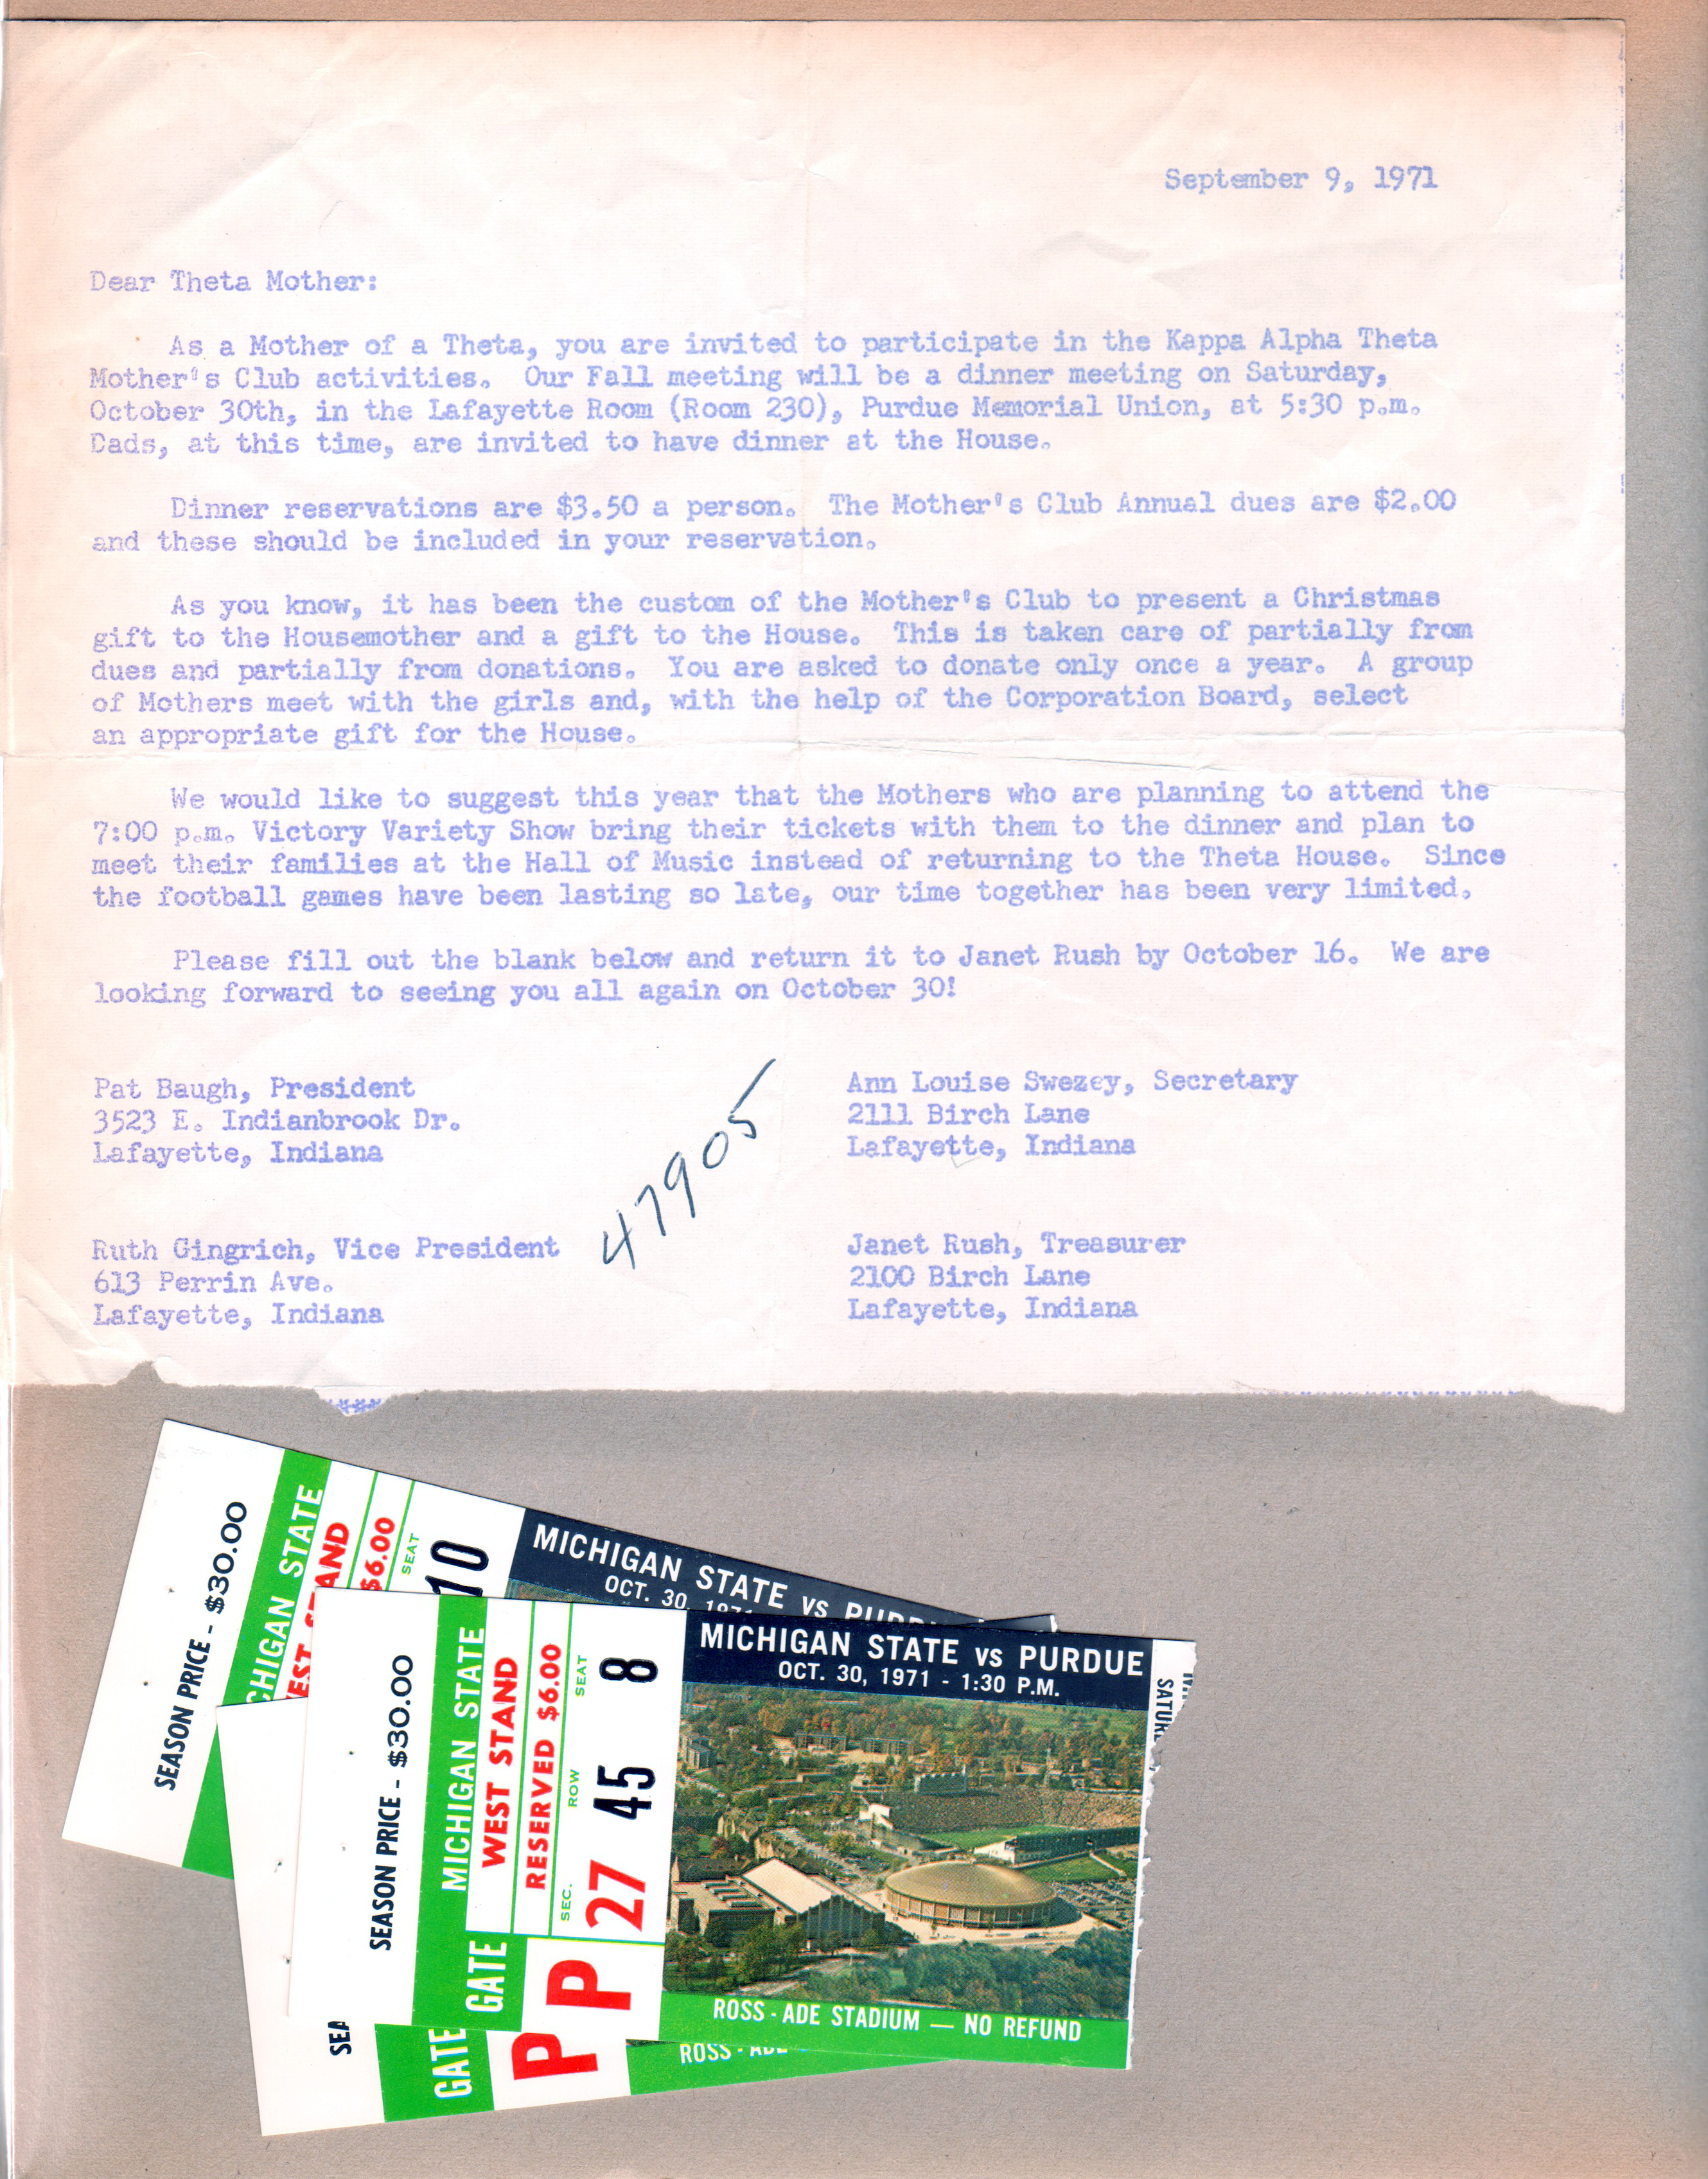 September 9, 1971
Dear Theta Mother:
As a Mother of a Theta, you are invited to participate in the Kappa Alpha Theta
Mother's Club activities. Our Fall meeting will be a dinner meeting on Saturday,
October 30th, in the Lafayette Room (Room 230), Purdue Memorial Union, at 5:30 p.m.
Dads, at this time, are invited to have dinner at the House.
Dinner reservations are $3.50 a person. The Mother's Club Annual dues are $2.00
and these should be included in your reservation.
As you know, it has been the custom of the Mother's Club to present a Christmas
gift to the Housemother and a gift to the House. This is taken care of partially from
dues and partially from donations. You are asked to donate only once a year. A group
of Mothers meet with the girls and, with the help of the Corporation Board, select
an appropriate gift for the House.
We would like to suggest this year that the Mothers who are planning to attend the
7:00 p.m. Victory Variety Show bring their tickets with them to the dinner and plan to
meet their families at the Hall of Music instead of returning to the Theta House. Since
the football games have been lasting so late, our time together has been very limited.
Please fill out the blank below and return it to Janet Rush by October 16. We are
looking forward to seeing you all again on October 30!
Pat Baugh, President
3523 E. Indianbrook Dr.
Lafayette, Indiana
Ann Louise Swezey, Secretary
2111 Birch Lane
Lafayette, Indiana
47905
Ruth Gingrich, Vice President
613 Perrin Ave.
Lafayette, Indiana
Janet Rush, Treasurer
2100 Birch Lane
Lafayette, Indiana
SEASON PRICE - $30.00
CHIGAN STATE
EST STAND
$6.00
SEAT
10
MICHIGAN STATE VS PURD
OCT. 30, 1971
SEASON PRICE - $30.00
MICHIGAN STATE
WEST STAND
RESERVED $6.00
SEC. ROW SEAT
27 45 8
GATE
P
MICHIGAN STATE VS PURDUE
OCT. 30, 1971 - 1:30 P.M.
ROSS - ADE STADIUM — NO REFUND
SATUR
SEA
GATE
P
ROSS - ADE